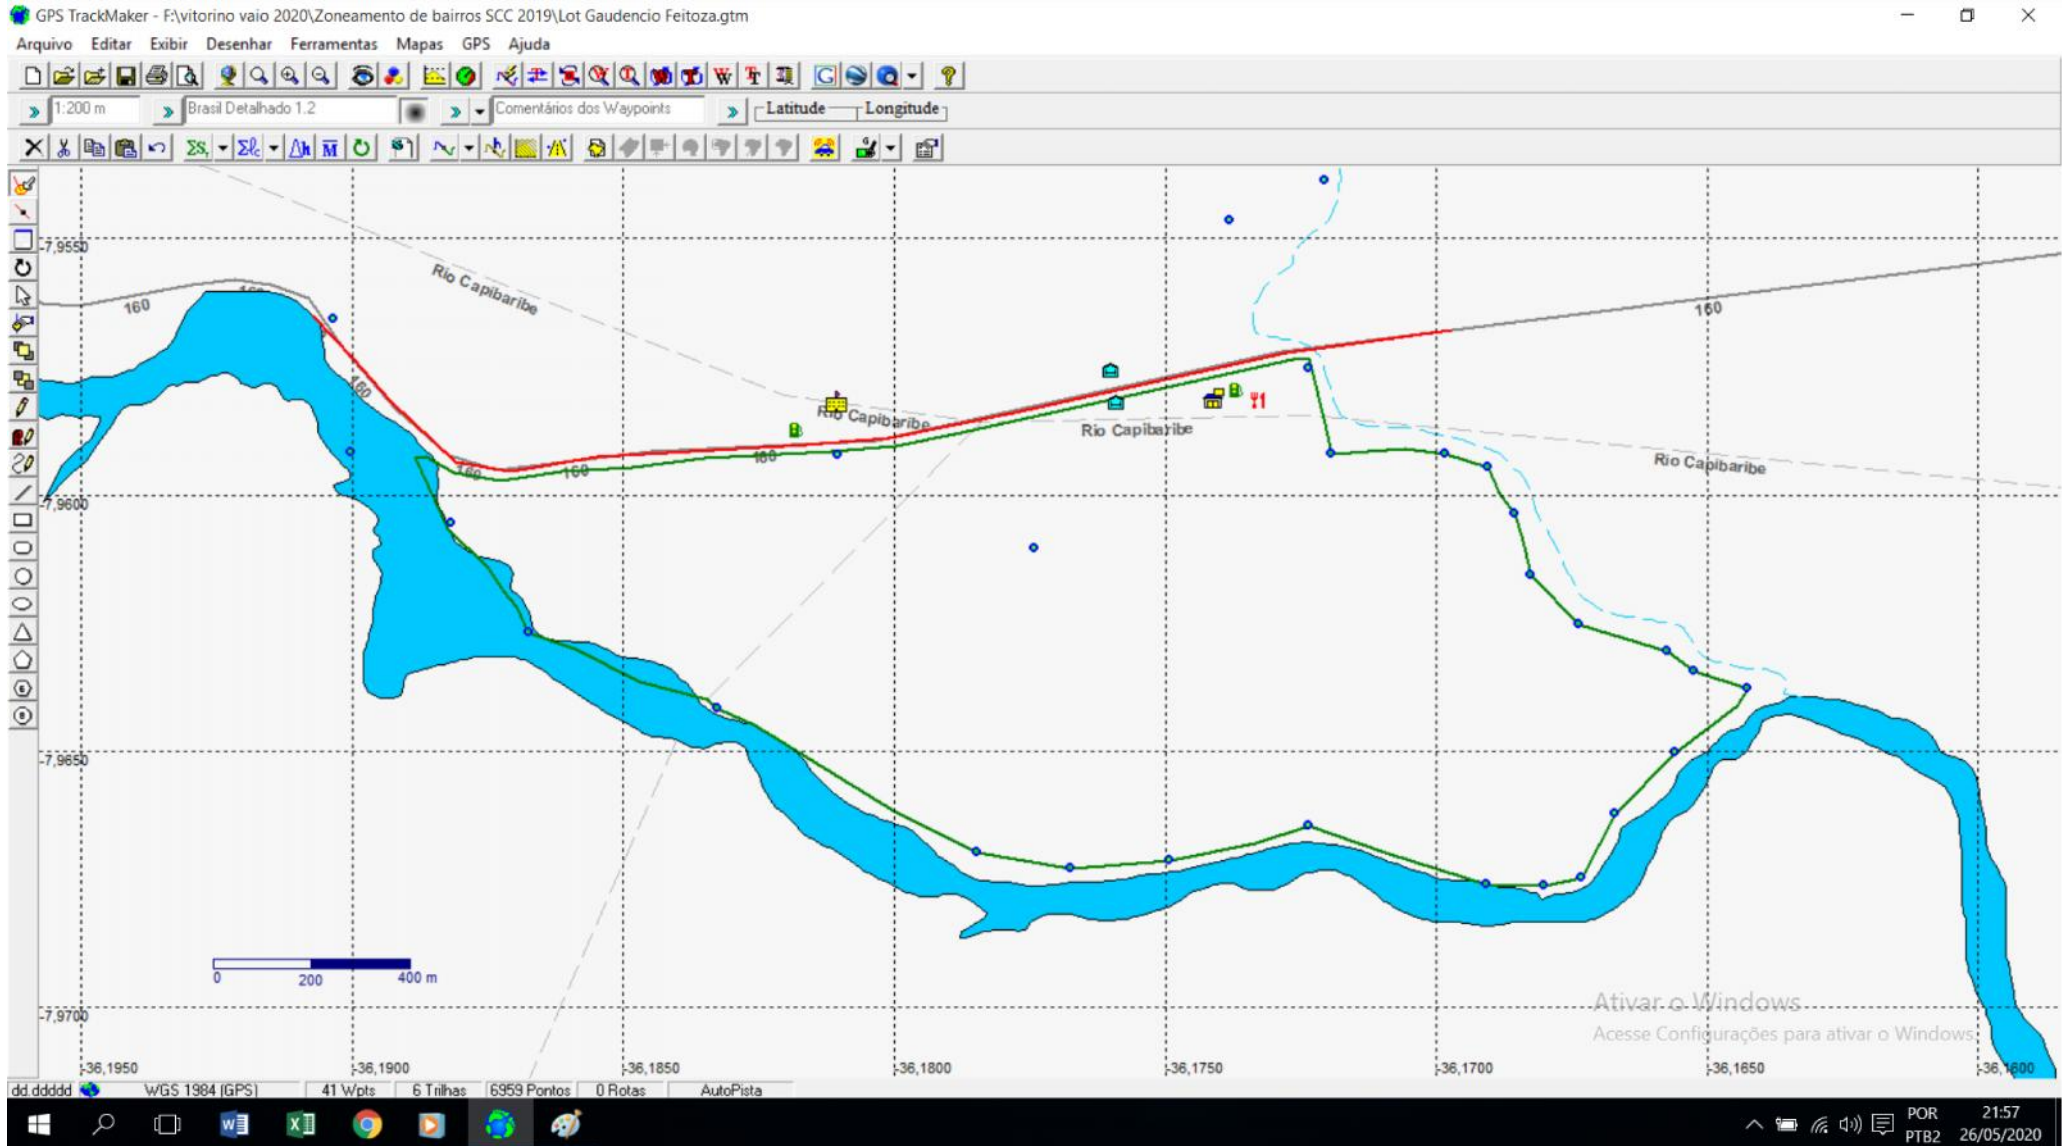 GPS TrackMaker - F:\vitorino vaio 2020\Zoneamento de bairros SCC 2019\Lot Gaudencio Feitoza.gtm
Arquivo Editar Exibir Desenhar Ferramentas Mapas GPS Ajuda
1:200 m Brasil Detalhado 1.2 Comentários dos Waypoints Latitude Longitude
-7,9550
Rio Capibaribe
160
160
160
Rio Capibaribe
Rio Capibaribe
Rio Capibaribe
160
160
160
-7,9600
-7,9650
0 200 400 m
-7,9700
Ativar o Windows
Acesse Configurações para ativar o Windows
-36,1950 -36,1900 -36,1850 -36,1800 -36,1750 -36,1700 -36,1650 -36,1600
dd.ddddd WGS 1984 (GPS) 41 Wpts 6 Trilhas 6959 Pontos 0 Rotas AutoPista
POR 21:57
PTB2 26/05/2020